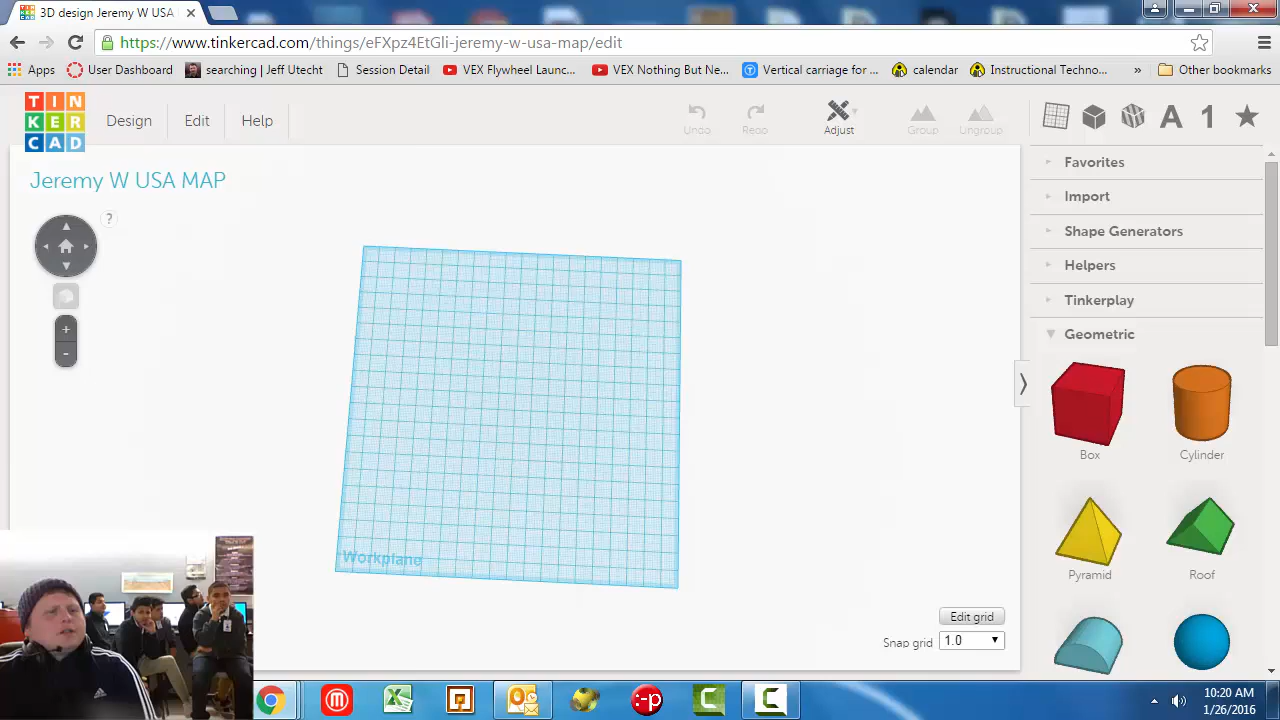 3D design Jeremy W USA M
https://www.tinkercad.com/things/eFXpz4EtGli-jeremy-w-usa-map/edit
Apps User Dashboard searching | Jeff Utecht Session Detail VEX Flywheel Launc... VEX Nothing But Ne... Vertical carriage for ... calendar Instructional Techno... » Other bookmarks
TIN
KER
CAD
Design Edit Help Undo Redo Adjust Group Ungroup A 1
Jeremy W USA MAP
?
+
-
Workplane
Favorites
Import
Shape Generators
Helpers
Tinkerplay
Geometric
Box Cylinder
Pyramid Roof
Edit grid
Snap grid 1.0
10:20 AM
1/26/2016